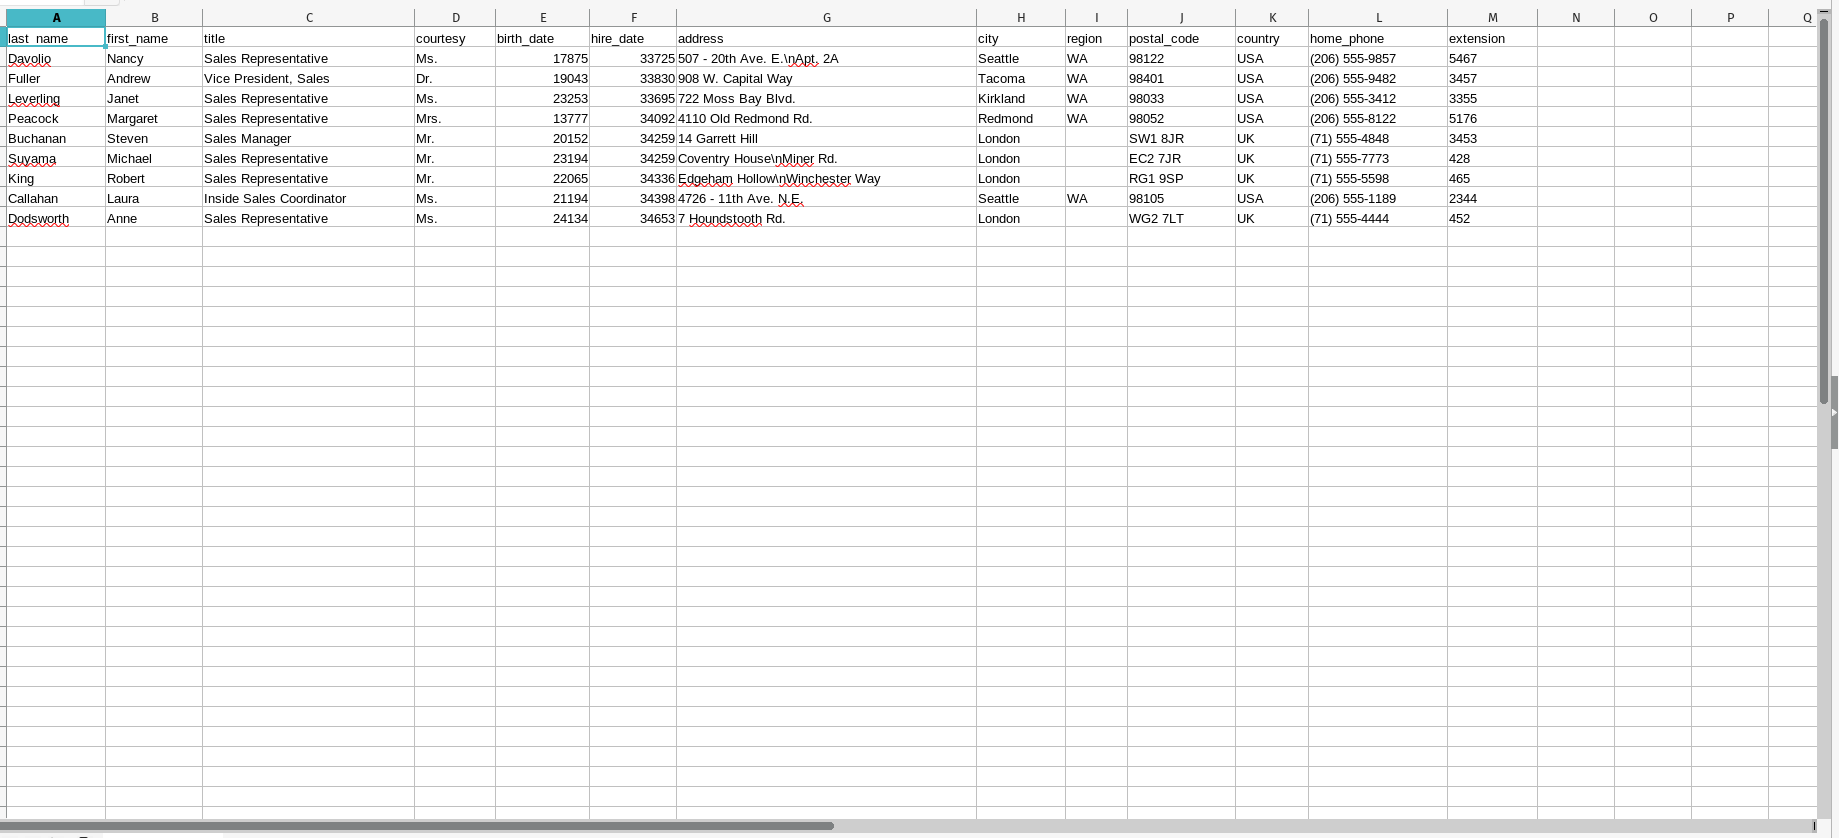 A B C D E F G H I J K L M N O P Q
last_name first_name title courtesy birth_date hire_date address city region postal_code country home_phone extension
Davolio Nancy Sales Representative Ms. 17875 33725 507 - 20th Ave. E.\nApt. 2A Seattle WA 98122 USA (206) 555-9857 5467
Fuller Andrew Vice President, Sales Dr. 19043 33830 908 W. Capital Way Tacoma WA 98401 USA (206) 555-9482 3457
Leverling Janet Sales Representative Ms. 23253 33695 722 Moss Bay Blvd. Kirkland WA 98033 USA (206) 555-3412 3355
Peacock Margaret Sales Representative Mrs. 13777 34092 4110 Old Redmond Rd. Redmond WA 98052 USA (206) 555-8122 5176
Buchanan Steven Sales Manager Mr. 20152 34259 14 Garrett Hill London SW1 8JR UK (71) 555-4848 3453
Suyama Michael Sales Representative Mr. 23194 34259 Coventry House\nMiner Rd. London EC2 7JR UK (71) 555-7773 428
King Robert Sales Representative Mr. 22065 34336 Edgeham Hollow\nWinchester Way London RG1 9SP UK (71) 555-5598 465
Callahan Laura Inside Sales Coordinator Ms. 21194 34398 4726 - 11th Ave. N.E. Seattle WA 98105 USA (206) 555-1189 2344
Dodsworth Anne Sales Representative Ms. 24134 34653 7 Houndstooth Rd. London WG2 7LT UK (71) 555-4444 452